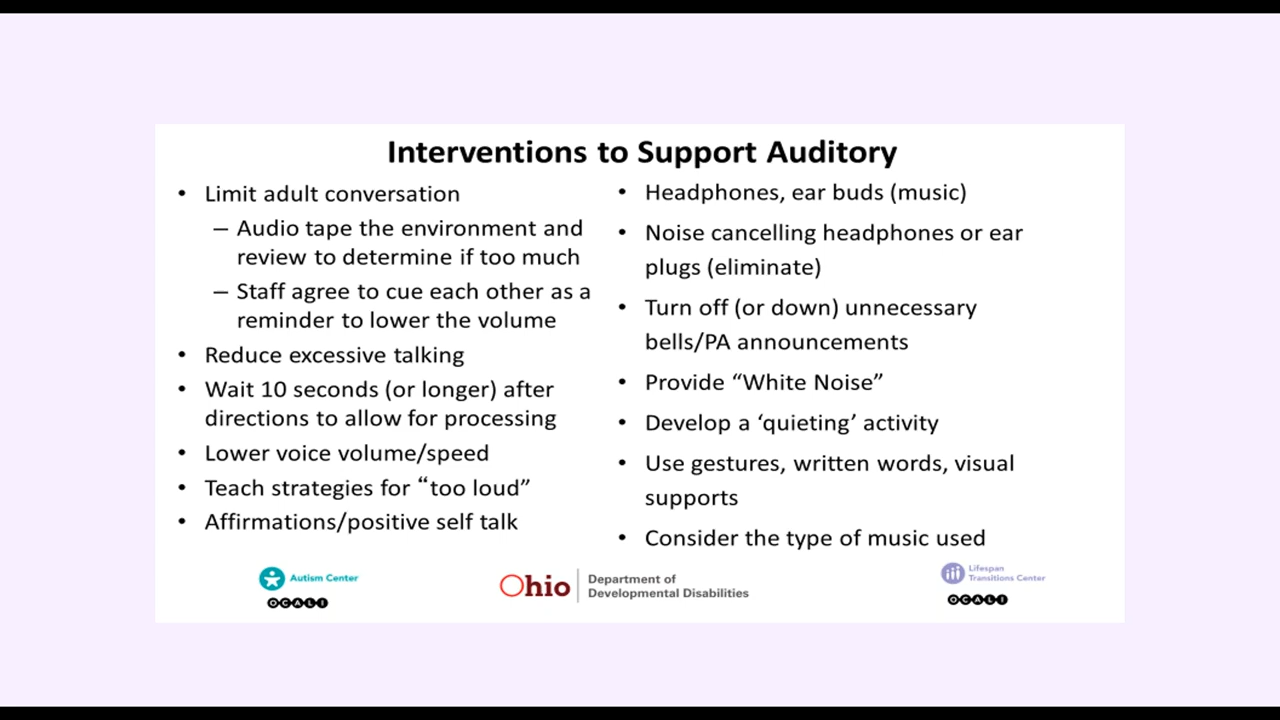 Interventions to Support Auditory
• Limit adult conversation
– Audio tape the environment and
review to determine if too much
– Staff agree to cue each other as a
reminder to lower the volume
• Reduce excessive talking
• Wait 10 seconds (or longer) after
directions to allow for processing
• Lower voice volume/speed
• Teach strategies for “too loud”
• Affirmations/positive self talk
• Headphones, ear buds (music)
• Noise cancelling headphones or ear
plugs (eliminate)
• Turn off (or down) unnecessary
bells/PA announcements
• Provide “White Noise”
• Develop a ‘quieting’ activity
• Use gestures, written words, visual
supports
• Consider the type of music used
Autism Center
OCALI
Ohio
Department of
Developmental Disabilities
Lifespan
Transitions Center
OCALI